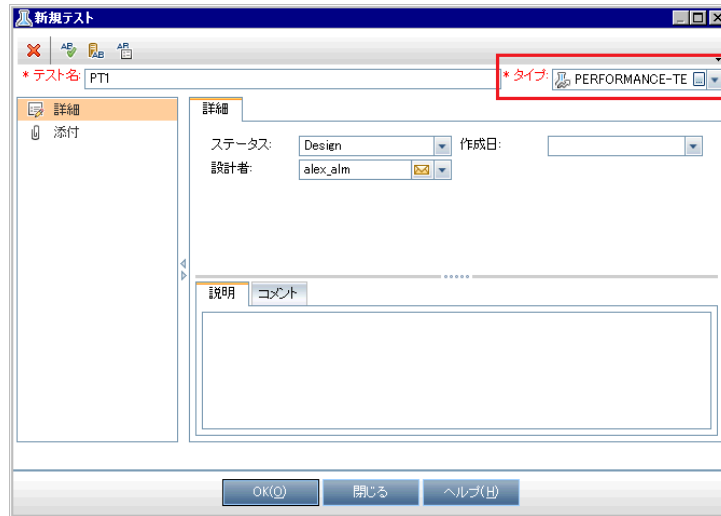 新規テスト
* テスト名: PT1
* タイプ: PERFORMANCE-TE
詳細
添付
詳細
ステータス: Design 作成日:
設計者: alex_alm
説明 コメント
OK(O) 閉じる ヘルプ(H)